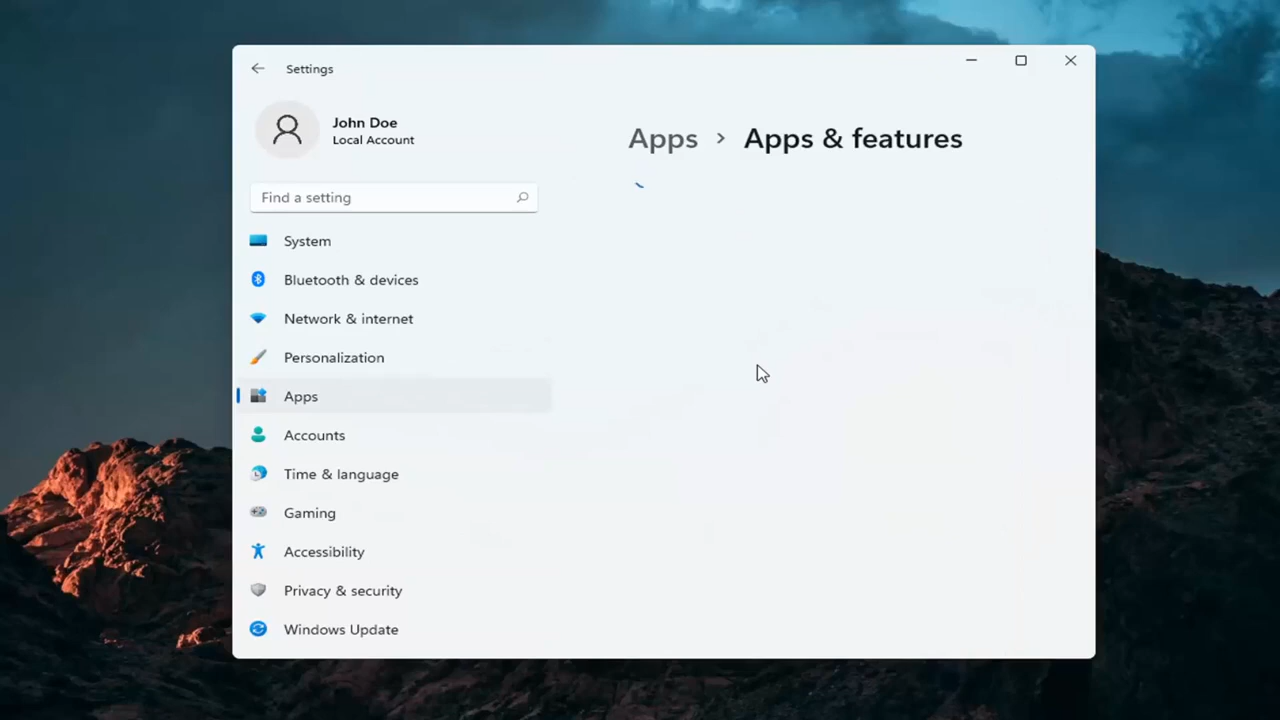 Settings
John Doe
Local Account
Find a setting
System
Bluetooth & devices
Network & internet
Personalization
Apps
Accounts
Time & language
Gaming
Accessibility
Privacy & security
Windows Update
Apps > Apps & features